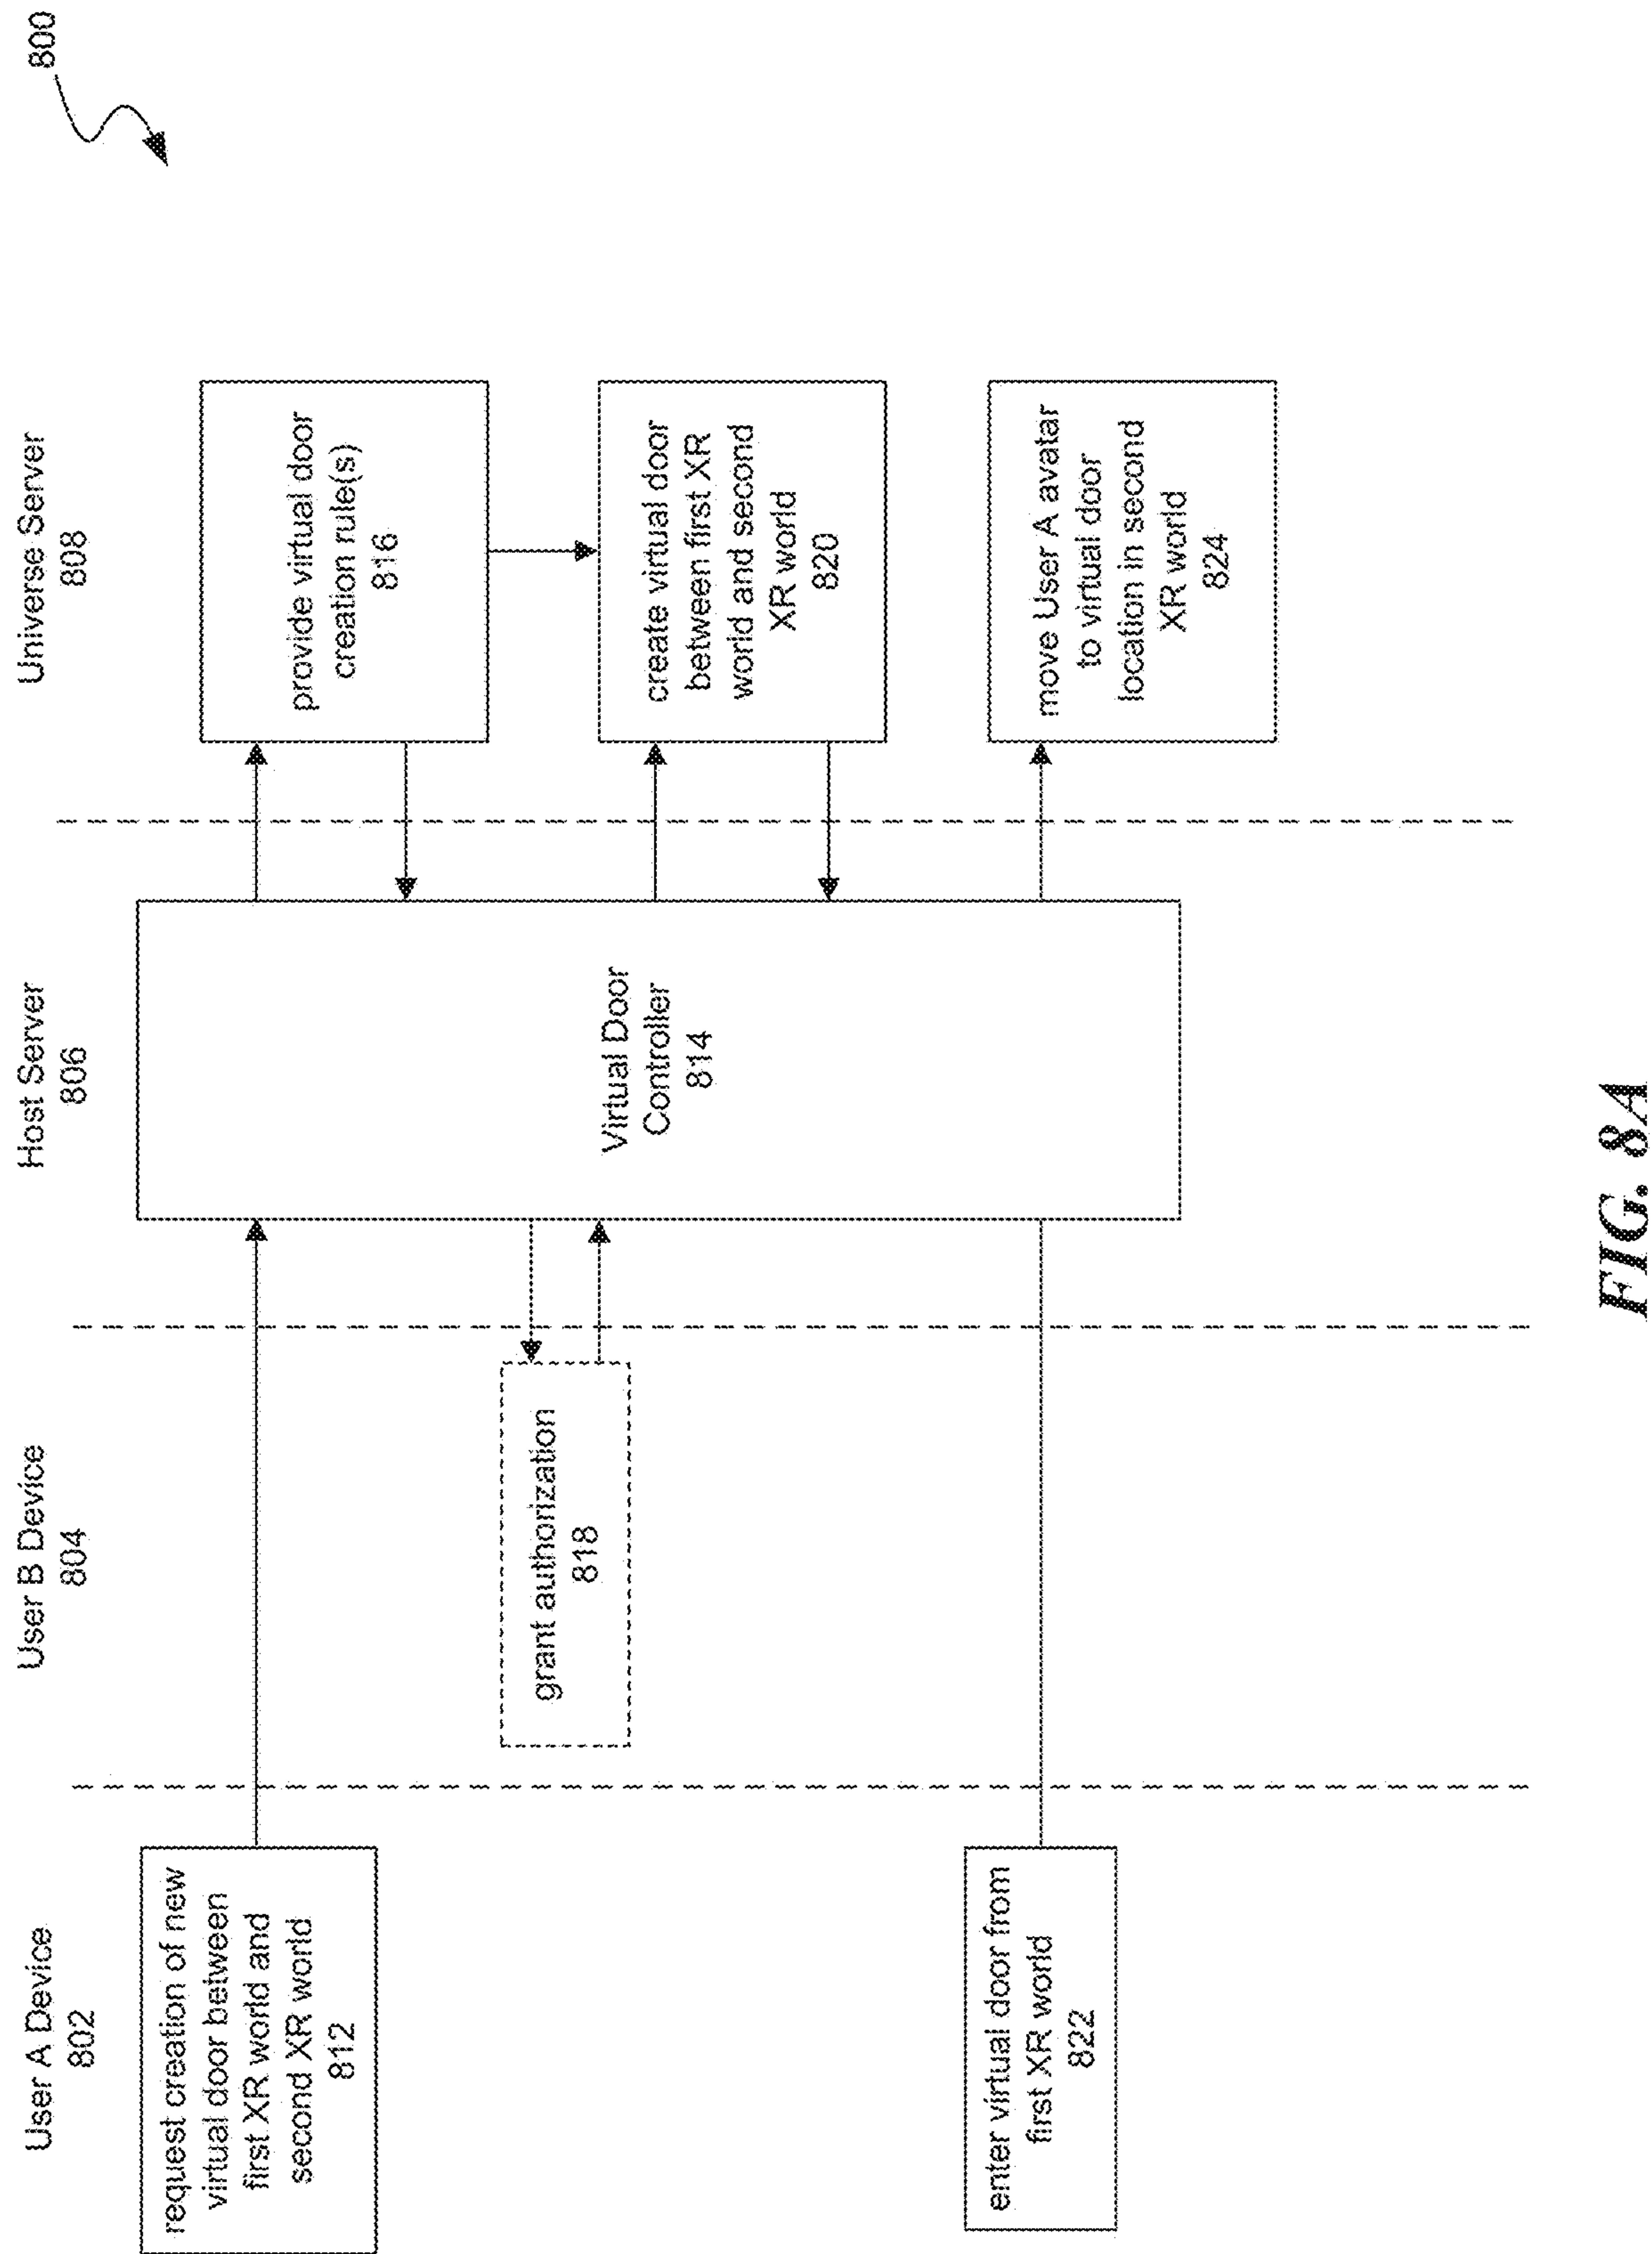 800
User A Device
802
User B Device
804
Host Server
806
Universe Server
808
request creation of new
virtual door between
first XR world and
second XR world
812
Virtual Door
Controller
814
provide virtual door
creation rule(s)
816
grant authorization
818
create virtual door
between first XR
world and second
XR world
820
enter virtual door from
first XR world
822
move User A avatar
to virtual door
location in second
XR world
824
FIG. 8A